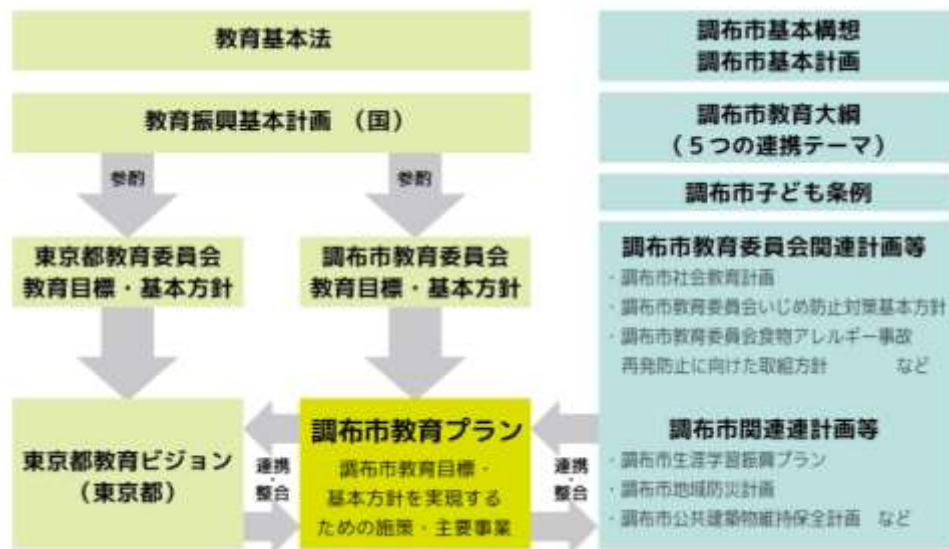 教育基本法
教育振興基本計画 （国）
参酌
参酌
東京都教育委員会
教育目標・基本方針
調布市教育委員会
教育目標・基本方針
東京都教育ビジョン
（東京都）
連携
・
整合
調布市教育プラン
調布市教育目標・
基本方針を実現する
ための施策・主要事業
連携
・
整合
調布市基本構想
調布市基本計画
調布市教育大綱
（５つの連携テーマ）
調布市子ども条例
調布市教育委員会関連計画等
・調布市社会教育計画
・調布市教育委員会いじめ防止対策基本方針
・調布市教育委員会食物アレルギー事故
再発防止に向けた取組方針　など
調布市関連連計画等
・調布市生涯学習振興プラン
・調布市地域防災計画
・調布市公共建築物維持保全計画　など